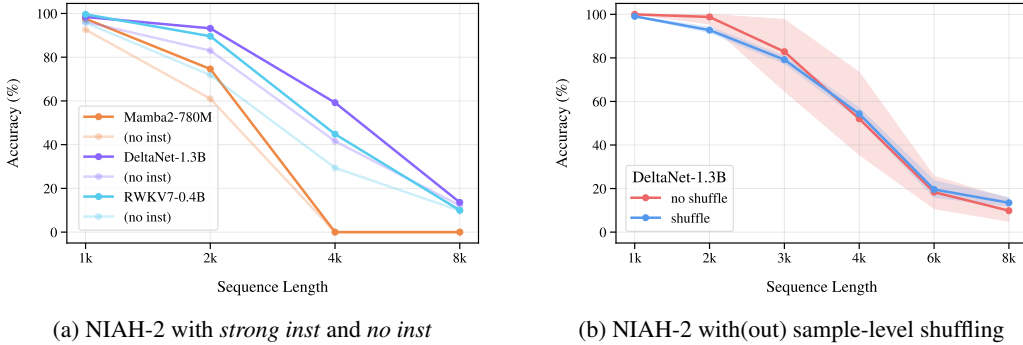 100
80
60
40
20
0
Accuracy (%)
Mamba2-780M
(no inst)
DeltaNet-1.3B
(no inst)
RWKV7-0.4B
(no inst)
1k 2k 4k 8k
Sequence Length
(a) NIAH-2 with strong inst and no inst
100
80
60
40
20
0
Accuracy (%)
DeltaNet-1.3B
no shuffle
shuffle
1k 2k 3k 4k 6k 8k
Sequence Length
(b) NIAH-2 with(out) sample-level shuffling